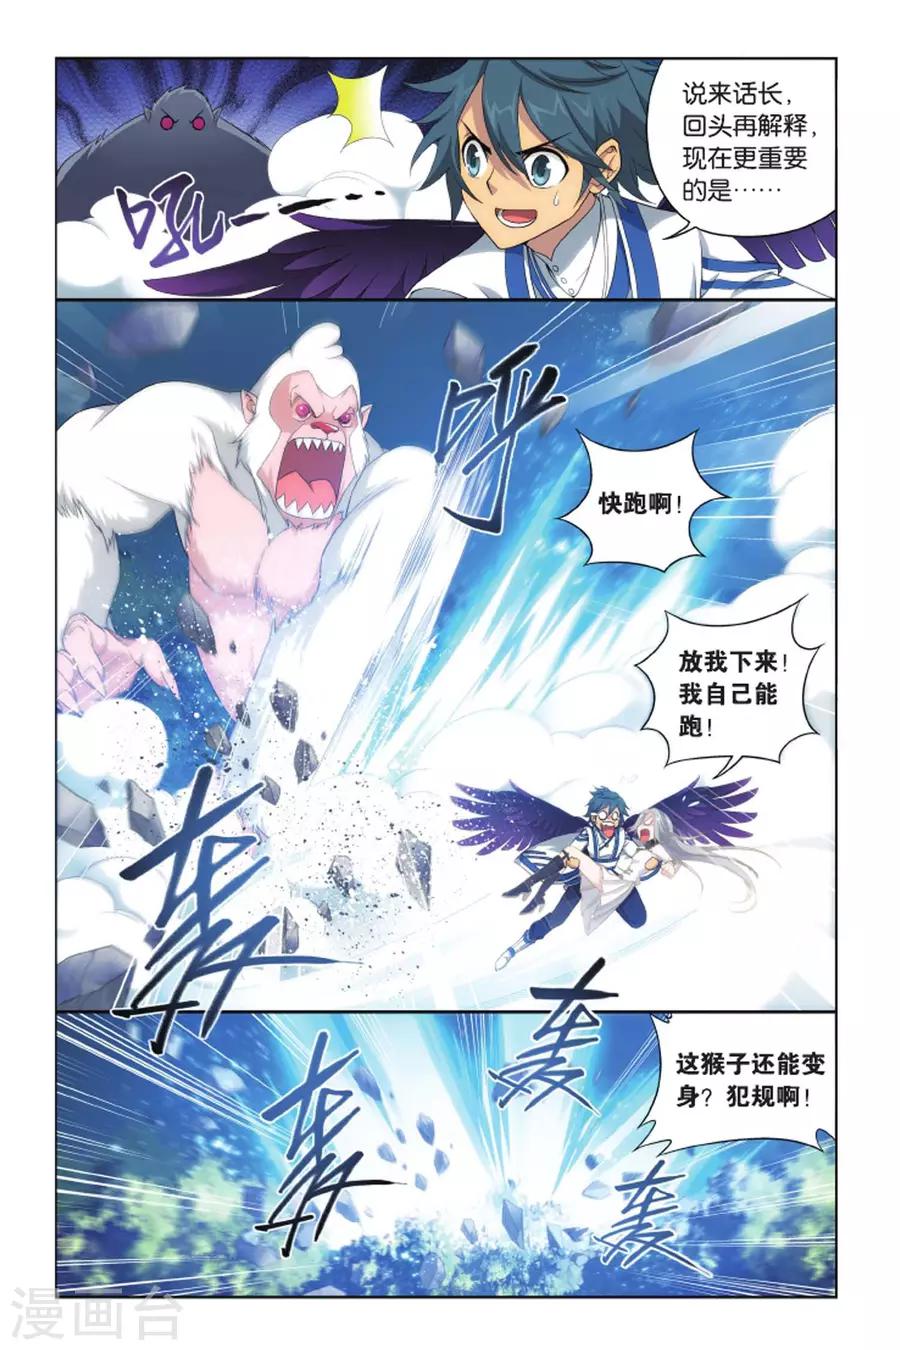 说来话长，
回头再解释，
现在更重要
的是……
吼
呼
快跑啊！
放我下来！
我自己能
跑！
轰
轰
这猴子还能变
身？犯规啊！
轰
轰
漫画台